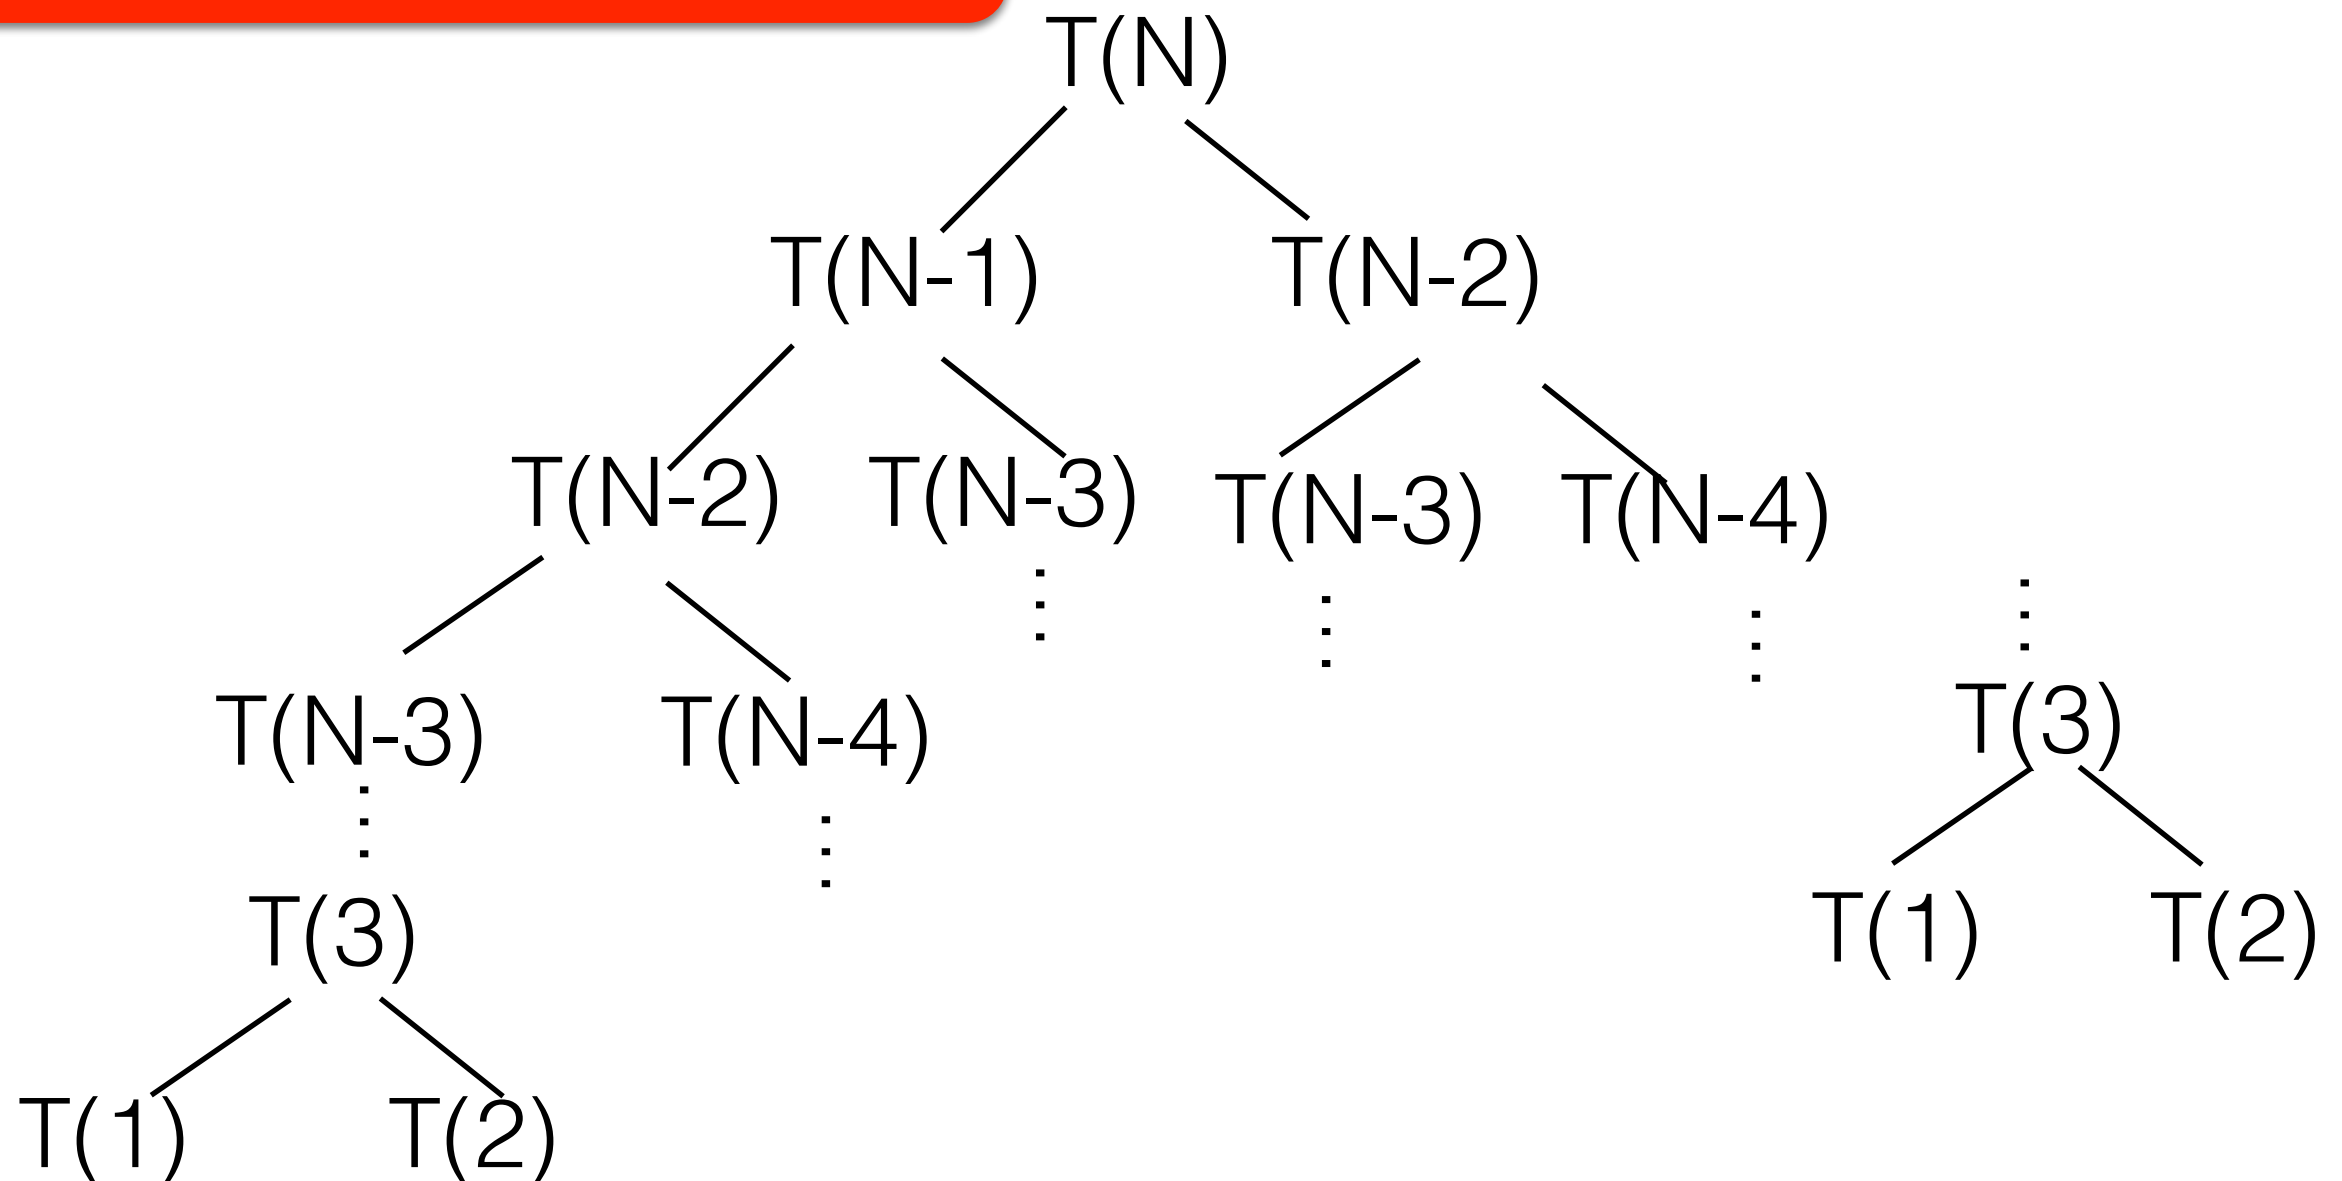 T(N)
T(N-1) T(N-2)
T(N-2) T(N-3) T(N-3) T(N-4)
T(N-3) T(N-4) T(3)
T(3) T(1) T(2)
T(1) T(2)